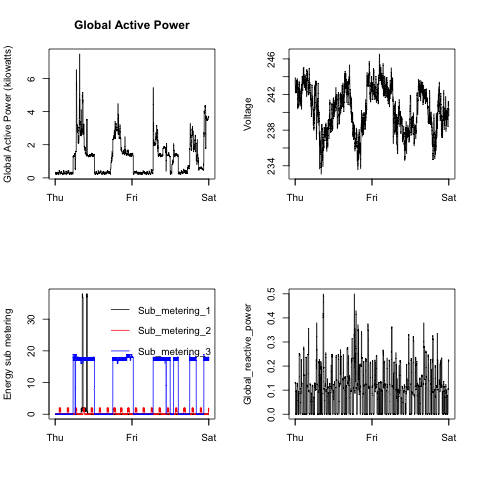 Global Active Power
Global Active Power (kilowatts)
0 2 4 6
Thu Fri Sat
Voltage
234 238 242 246
Thu Fri Sat
Energy sub metering
0 10 20 30
Sub_metering_1
Sub_metering_2
Sub_metering_3
Thu Fri Sat
Global_reactive_power
0.0 0.1 0.2 0.3 0.4 0.5
Thu Fri Sat